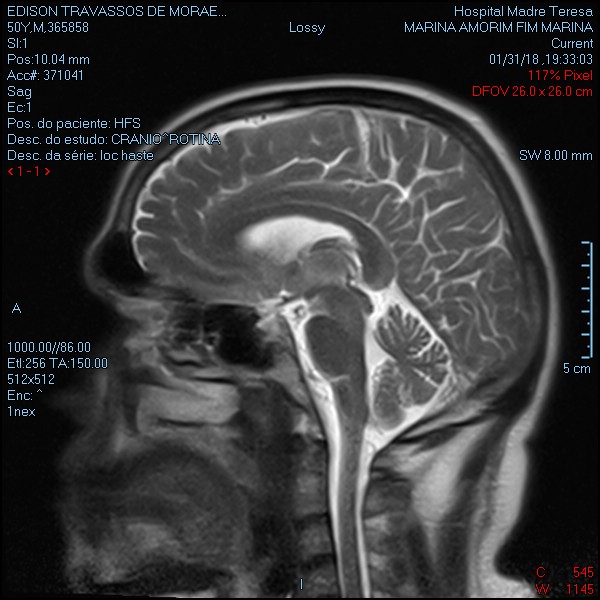 EDISON TRAVASSOS DE MORAE...
50Y,M,365858
Sl:1
Pos:10.04 mm
Acc#: 371041
Sag
Ec:1
Pos. do paciente: HFS
Desc. do estudo: CRANIO^ROTINA
Desc. da série: loc haste
< 1 - 1 >
Lossy
Hospital Madre Teresa
MARINA AMORIM FIM MARINA
Current
01/31/18 ,19:33:03
117% Pixel
DFOV 26.0 x 26.0 cm
SW 8.00 mm
A
1000.00//86.00
Etl:256 TA:150.00
512x512
Enc: ^
1nex
5 cm
I
C 545
W 1145